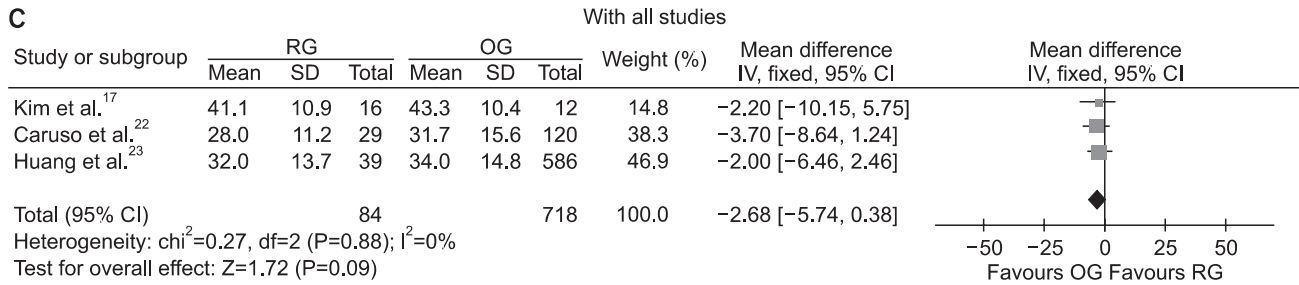 C
With all studies
Study or subgroup RG OG Weight (%) Mean difference IV, fixed, 95% CI Mean difference IV, fixed, 95% CI
Mean SD Total Mean SD Total
Kim et al.17 41.1 10.9 16 43.3 10.4 12 14.8 −2.20 [−10.15, 5.75]
Caruso et al.22 28.0 11.2 29 31.7 15.6 120 38.3 −3.70 [−8.64, 1.24]
Huang et al.23 32.0 13.7 39 34.0 14.8 586 46.9 −2.00 [−6.46, 2.46]
Total (95% CI) 84 718 100.0 −2.68 [−5.74, 0.38]
Heterogeneity: chi2=0.27, df=2 (P=0.88); I2=0%
Test for overall effect: Z=1.72 (P=0.09)
−50 −25 0 25 50
Favours OG Favours RG